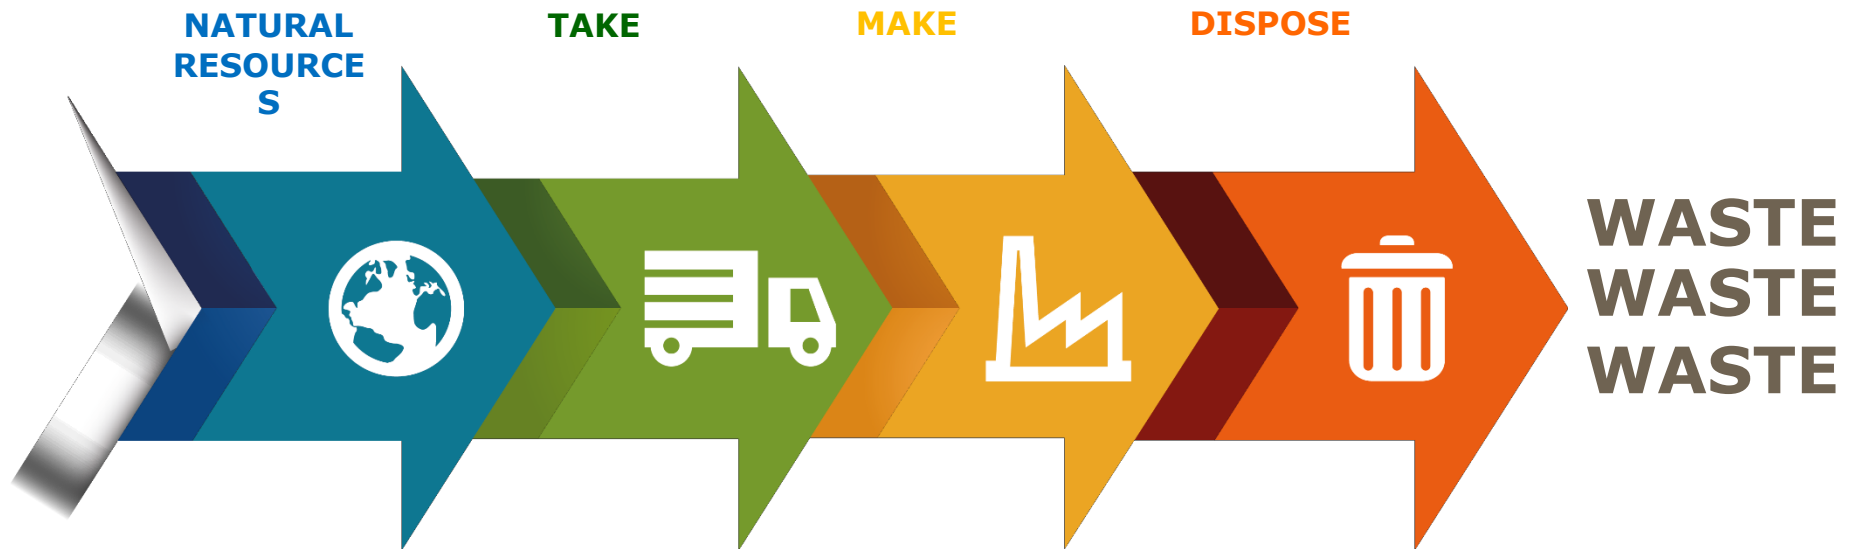 NATURAL
RESOURCE
S
TAKE
MAKE
DISPOSE
WASTE
WASTE
WASTE